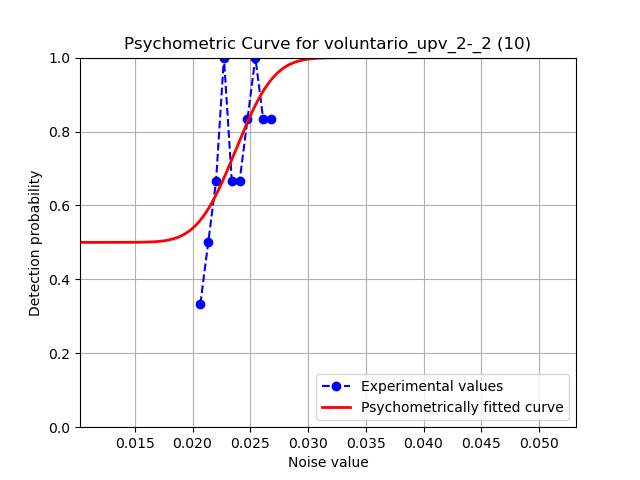 Psychometric Curve for voluntario_upv_2-_2 (10)
1.0
0.8
0.6
0.4
0.2
0.0
Detection probability
Experimental values
Psychometrically fitted curve
0.015 0.020 0.025 0.030 0.035 0.040 0.045 0.050
Noise value